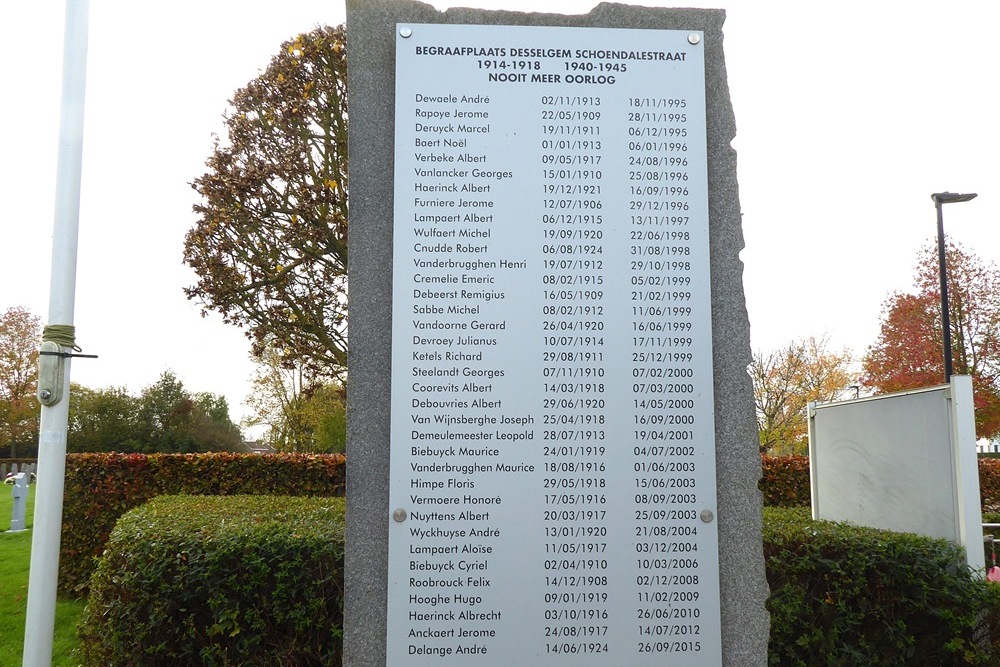 BEGRAAFPLAATS DESSELGEM SCHOENDALESTRAAT
1914-1918 1940-1945
NOOIT MEER OORLOG
Dewaele André 02/11/1913 18/11/1995
Rapoye Jerome 22/05/1909 28/11/1995
Deruyck Marcel 19/11/1911 06/12/1995
Baert Noël 01/01/1913 06/01/1996
Verbeke Albert 09/05/1917 24/08/1996
Vanlancker Georges 15/01/1910 25/08/1996
Haerinck Albert 19/12/1921 16/09/1996
Furniere Jerome 12/07/1906 29/12/1996
Lampaert Albert 06/12/1915 13/11/1997
Wulfaert Michel 19/09/1920 22/06/1998
Cnudde Robert 06/08/1924 31/08/1998
Vanderbrugghen Henri 19/07/1912 29/10/1998
Cremelie Emeric 08/02/1915 05/02/1999
Debeerst Remigius 16/05/1909 21/02/1999
Sabbe Michel 08/02/1912 11/06/1999
Vandoorne Gerard 26/04/1920 16/06/1999
Devroey Julianus 10/07/1914 17/11/1999
Ketels Richard 29/08/1911 25/12/1999
Steelandt Georges 07/11/1910 07/02/2000
Coorevits Albert 14/03/1918 07/03/2000
Debouvries Albert 29/06/1920 14/05/2000
Van Wijnsberghe Joseph 25/04/1918 16/09/2000
Demeulemeester Leopold 28/07/1913 19/04/2001
Biebuyck Maurice 24/01/1919 04/07/2002
Vanderbrugghen Maurice 18/08/1916 01/06/2003
Himpe Floris 29/05/1918 15/06/2003
Vermoere Honoré 17/05/1916 08/09/2003
Nuyttens Albert 20/03/1917 25/09/2003
Wyckhuyse André 13/01/1920 21/08/2004
Lampaert Aloïse 11/05/1917 03/12/2004
Biebuyck Cyriel 02/04/1910 10/03/2006
Roobrouck Felix 14/12/1908 02/12/2008
Hooghe Hugo 09/01/1919 11/02/2009
Haerinck Albrecht 03/10/1916 26/06/2010
Anckaert Jerome 24/08/1917 14/07/2012
Delange André 14/06/1924 26/09/2015